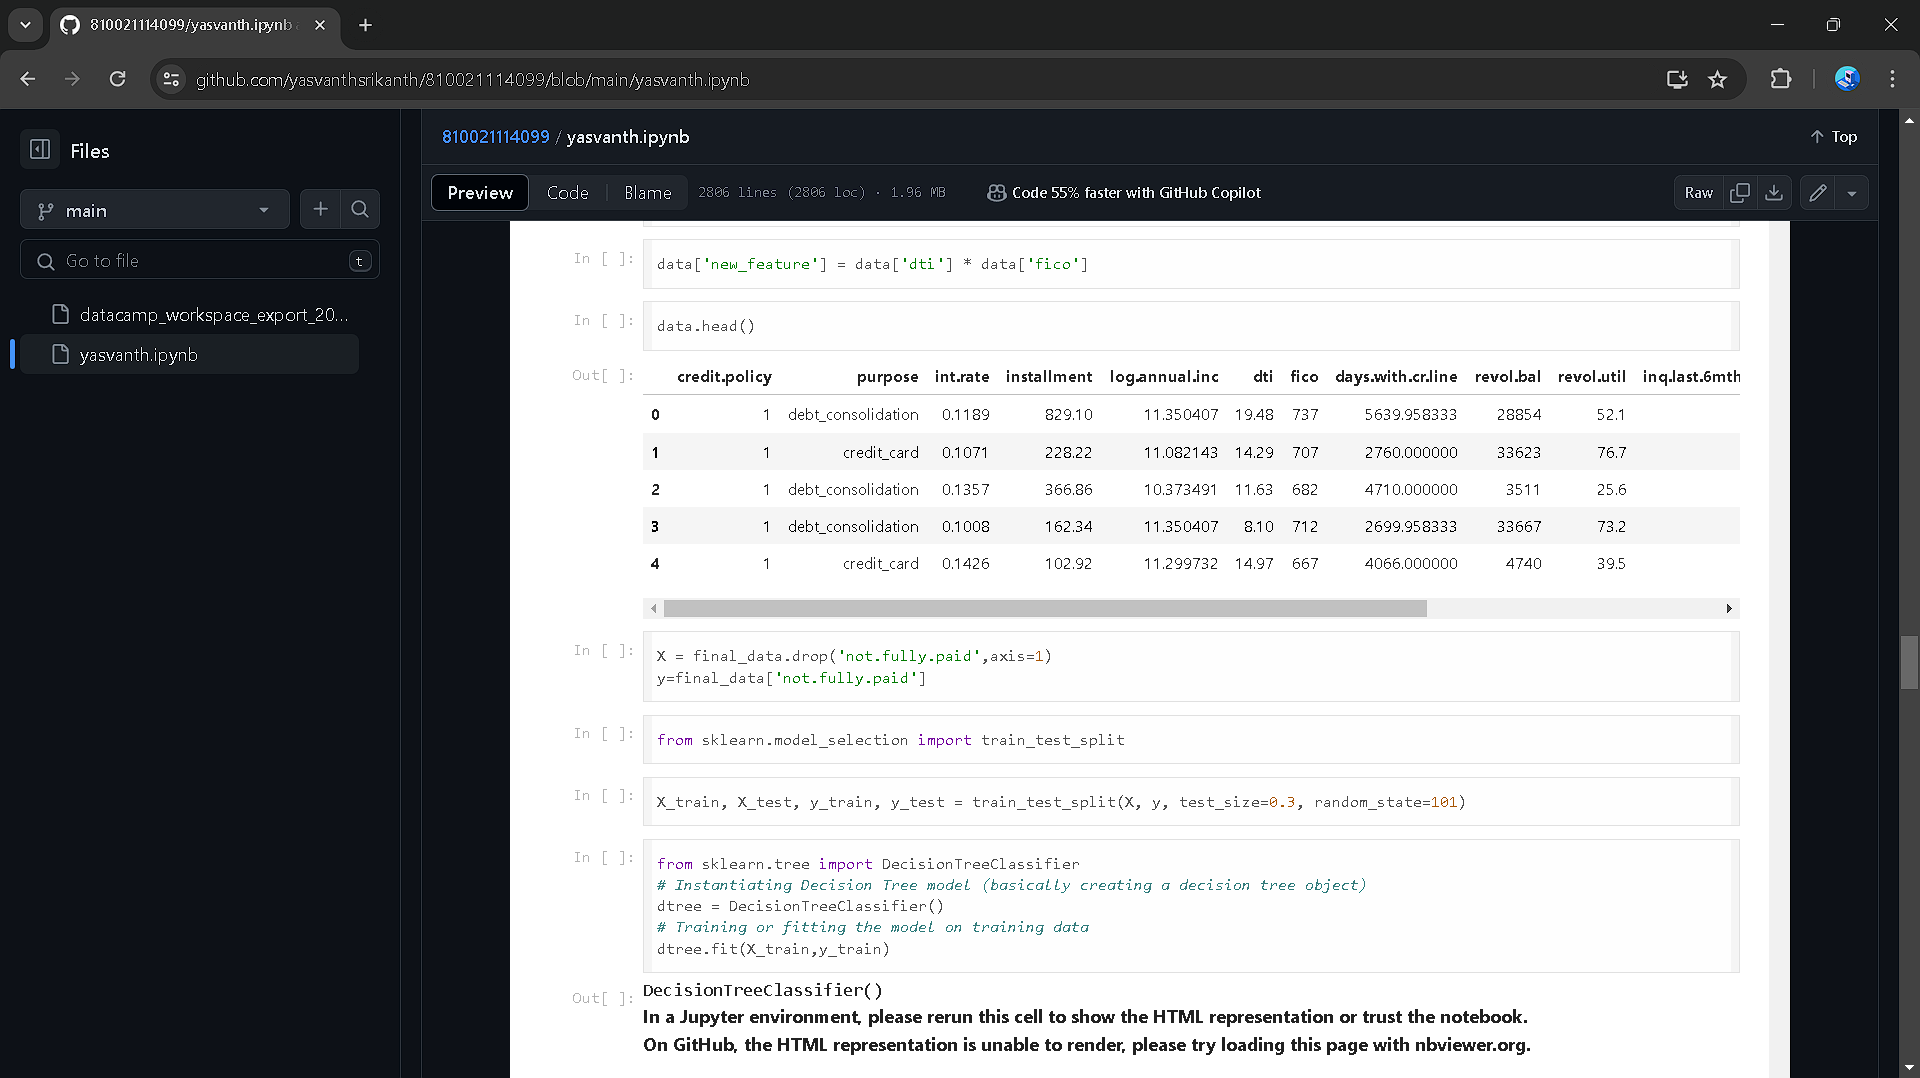 810021114099/yasvanth.ipynb a
github.com/yasvanthsrikanth/810021114099/blob/main/yasvanth.ipynb
Files
main
Go to file
t
datacamp_workspace_export_20...
yasvanth.ipynb
810021114099 / yasvanth.ipynb
Top
Preview
Code
Blame
2806 lines (2806 loc) · 1.96 MB
Code 55% faster with GitHub Copilot
Raw
In [ ]:
data['new_feature'] = data['dti'] * data['fico']
In [ ]:
data.head()
Out[ ]:
credit.policy purpose int.rate installment log.annual.inc dti fico days.with.cr.line revol.bal revol.util inq.last.6mth
0 1 debt_consolidation 0.1189 829.10 11.350407 19.48 737 5639.958333 28854 52.1
1 1 credit_card 0.1071 228.22 11.082143 14.29 707 2760.000000 33623 76.7
2 1 debt_consolidation 0.1357 366.86 10.373491 11.63 682 4710.000000 3511 25.6
3 1 debt_consolidation 0.1008 162.34 11.350407 8.10 712 2699.958333 33667 73.2
4 1 credit_card 0.1426 102.92 11.299732 14.97 667 4066.000000 4740 39.5
In [ ]:
X = final_data.drop('not.fully.paid',axis=1)
y=final_data['not.fully.paid']
In [ ]:
from sklearn.model_selection import train_test_split
In [ ]:
X_train, X_test, y_train, y_test = train_test_split(X, y, test_size=0.3, random_state=101)
In [ ]:
from sklearn.tree import DecisionTreeClassifier
# Instantiating Decision Tree model (basically creating a decision tree object)
dtree = DecisionTreeClassifier()
# Training or fitting the model on training data
dtree.fit(X_train,y_train)
Out[ ]:
DecisionTreeClassifier()
In a Jupyter environment, please rerun this cell to show the HTML representation or trust the notebook.
On GitHub, the HTML representation is unable to render, please try loading this page with nbviewer.org.